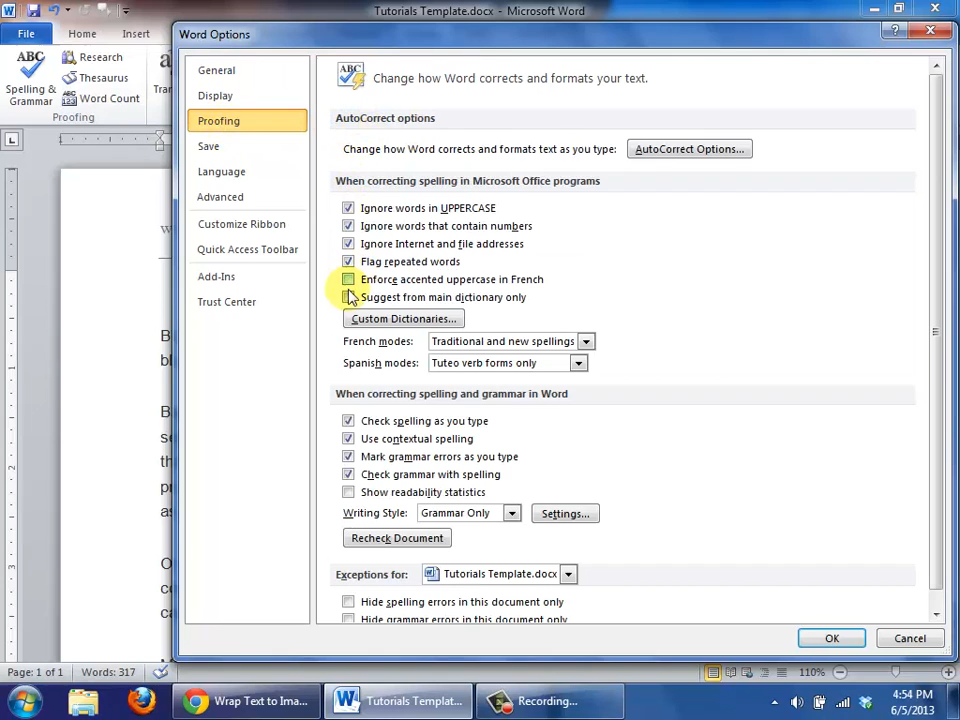 Tutorials Template.docx - Microsoft Word
File Home Insert
Word Options
ABC Spelling & Grammar
Research
Thesaurus
ABC 123 Word Count
Proofing
General
Display
Proofing
Save
Language
Advanced
Customize Ribbon
Quick Access Toolbar
Add-Ins
Trust Center
ABC Change how Word corrects and formats your text.
AutoCorrect options
Change how Word corrects and formats text as you type: AutoCorrect Options...
When correcting spelling in Microsoft Office programs
Ignore words in UPPERCASE
Ignore words that contain numbers
Ignore Internet and file addresses
Flag repeated words
Enforce accented uppercase in French
Suggest from main dictionary only
Custom Dictionaries...
French modes: Traditional and new spellings
Spanish modes: Tuteo verb forms only
When correcting spelling and grammar in Word
Check spelling as you type
Use contextual spelling
Mark grammar errors as you type
Check grammar with spelling
Show readability statistics
Writing Style: Grammar Only Settings...
Recheck Document
Exceptions for: Tutorials Template.docx
Hide spelling errors in this document only
Hide grammar errors in this document only
OK Cancel
Page: 1 of 1 Words: 317 110%
Wrap Text to Ima... Tutorials Templat... Recording...
4:54 PM
6/5/2013